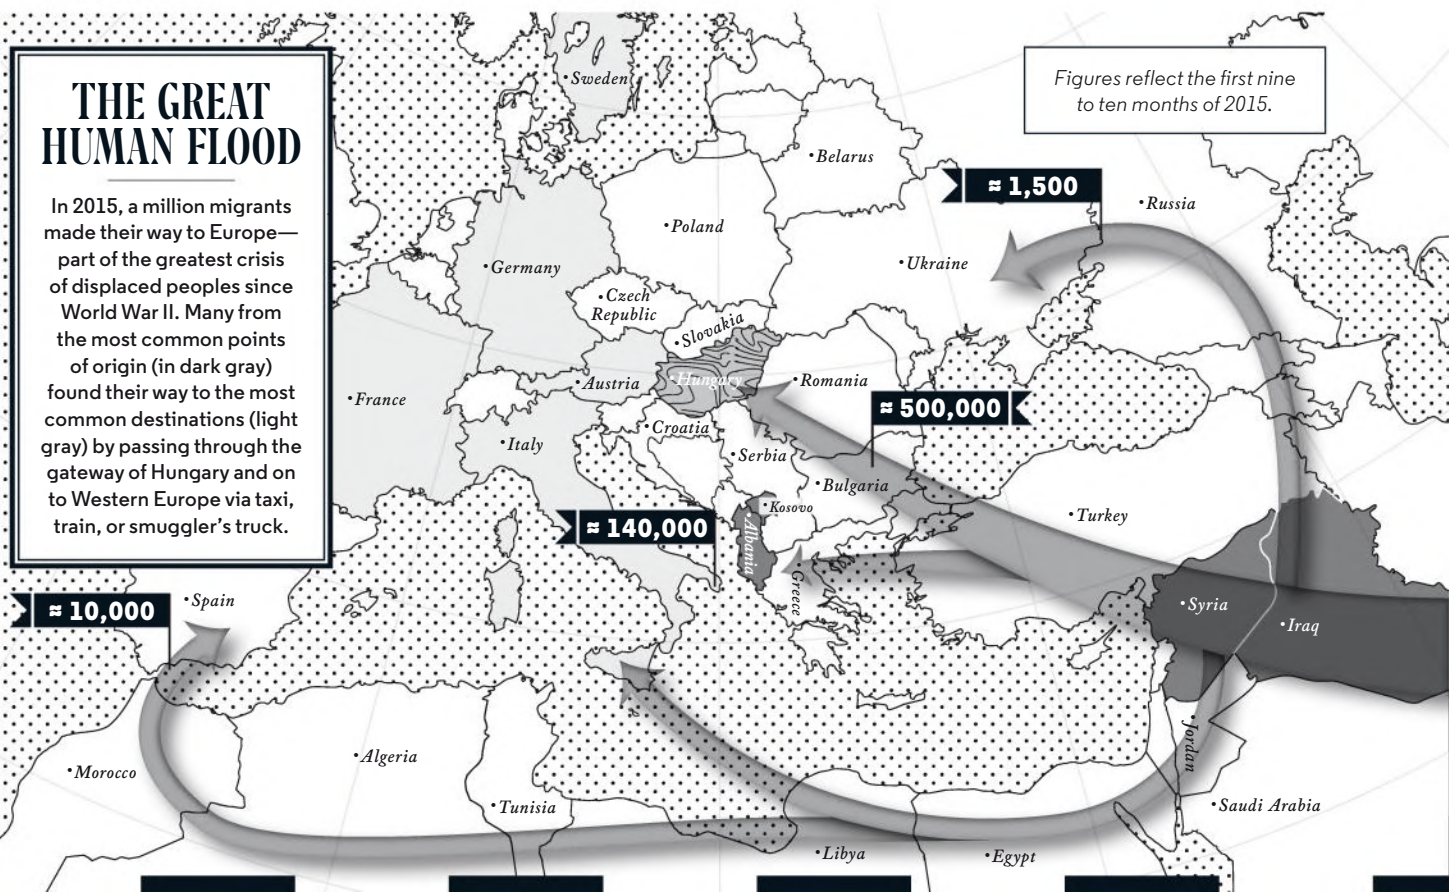 THE GREAT
HUMAN FLOOD
In 2015, a million migrants
made their way to Europe—
part of the greatest crisis
of displaced peoples since
World War II. Many from
the most common points
of origin (in dark gray)
found their way to the most
common destinations (light
gray) by passing through the
gateway of Hungary and on
to Western Europe via taxi,
train, or smuggler’s truck.
Figures reflect the first nine
to ten months of 2015.
Sweden
Belarus
≈ 1,500
Russia
Poland
Germany
Ukraine
Czech
Republic
Slovakia
Hungary
Austria
Romania
France
≈ 500,000
Croatia
Italy
Serbia
Bulgaria
Kosovo
Turkey
≈ 140,000
Albania
Greece
≈ 10,000
Spain
Syria
Iraq
Jordan
Algeria
Morocco
Tunisia
Saudi Arabia
Libya
Egypt